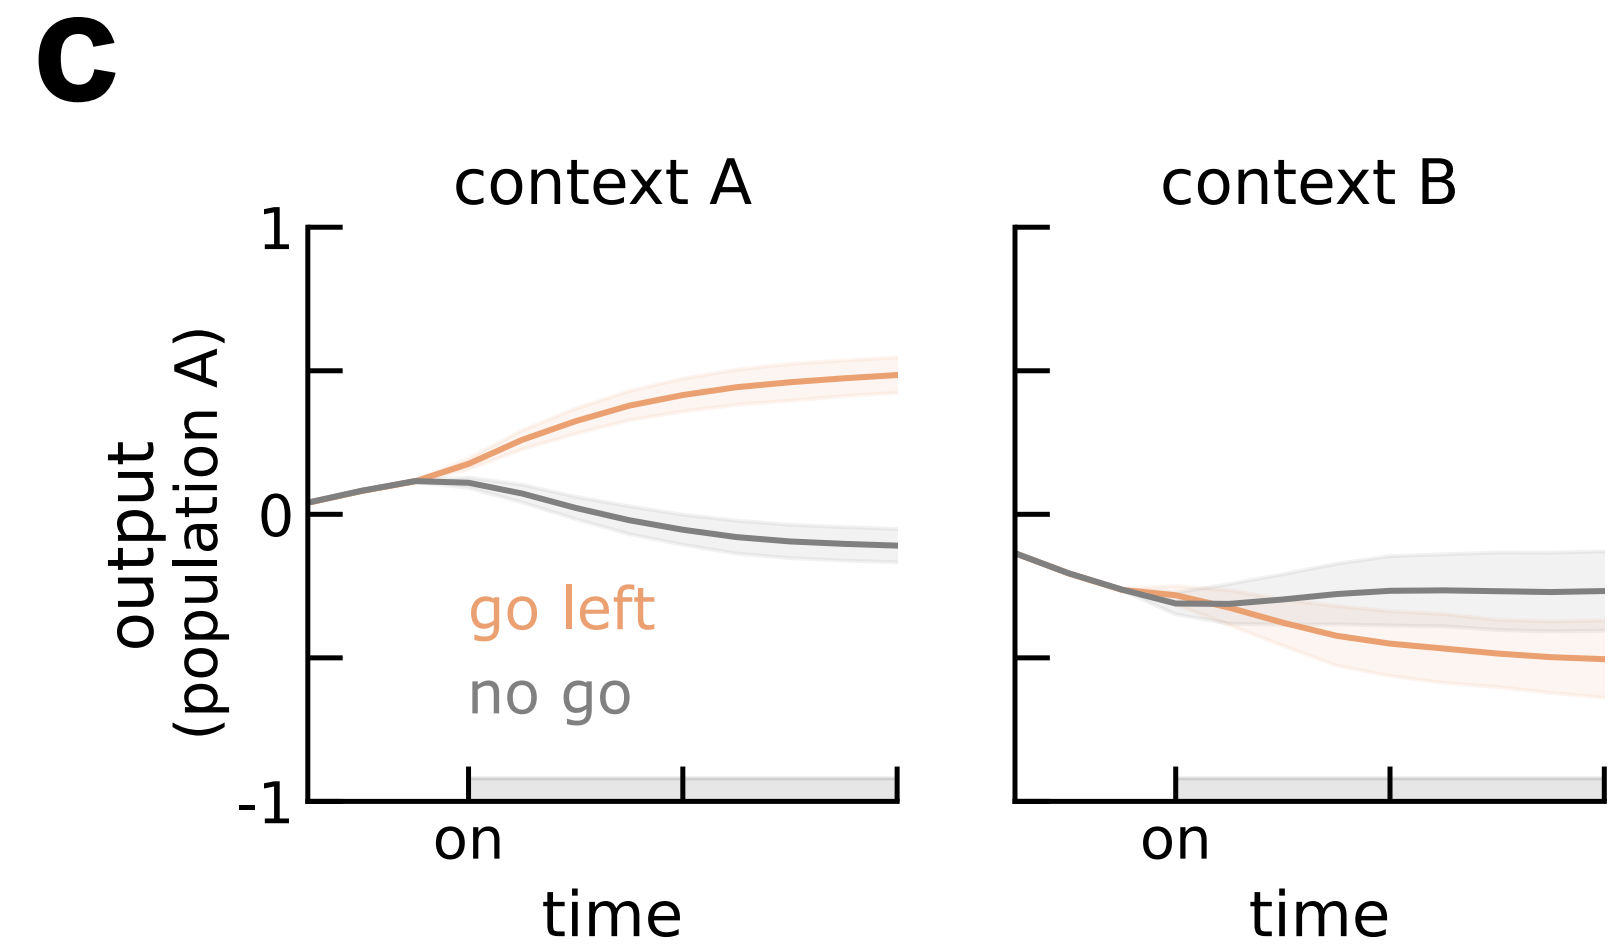 c
context A
context B
1
0
-1
output
(population A)
go left
no go
on
on
time
time